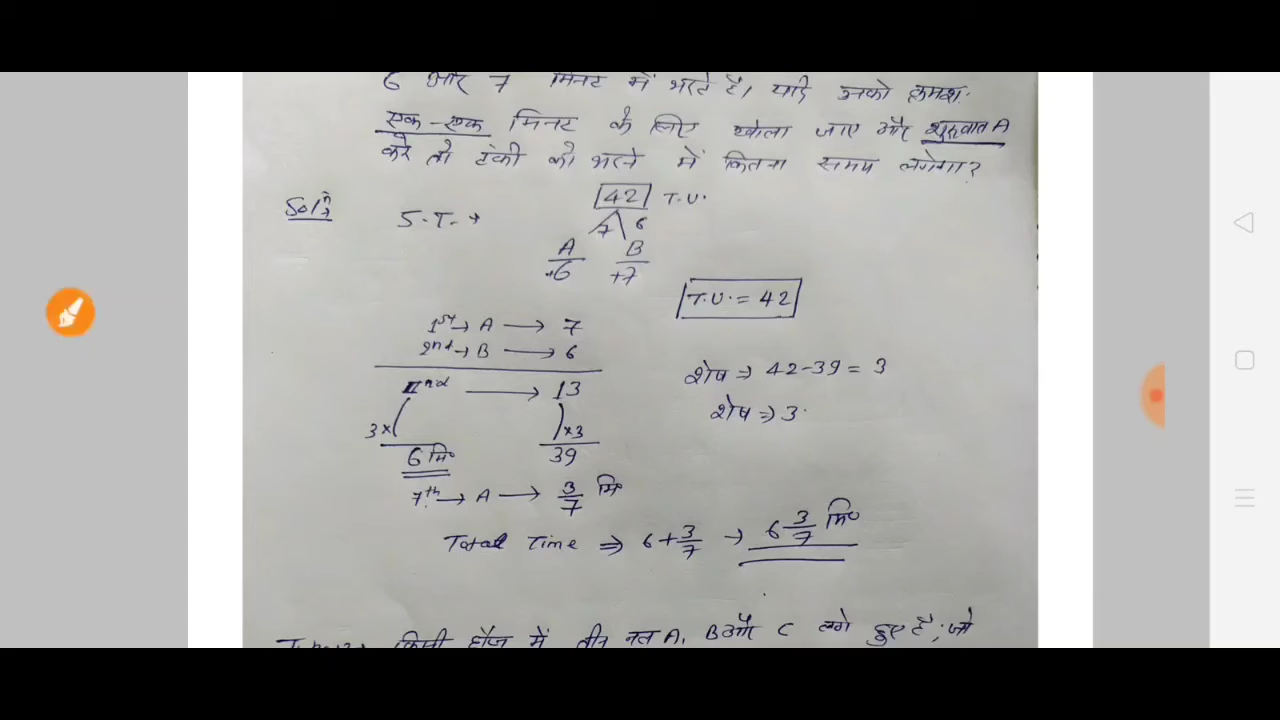 6 और 7 मिनट में भरते है। यदि उनको क्रमशः
एक-एक मिनट के लिए खोला जाए और शुरुवात A
करे तो टंकी को भरने में कितना समय लगेगा?
Solⁿ→
S.T. →
42 T.U.
7 6
A B
6 +7
T.U. = 42
1st→ A → 7
2nd→ B → 6
IInd → 13
3× ×3
6 मि० 39
7th→ A → 3/7 मि
शेष ⇒ 42-39 = 3
शेष ⇒ 3
Total Time ⇒ 6+3/7 → 6 3/7 मि०
किसी हौज में तीन नल A, B और C लगे हुए है; जो